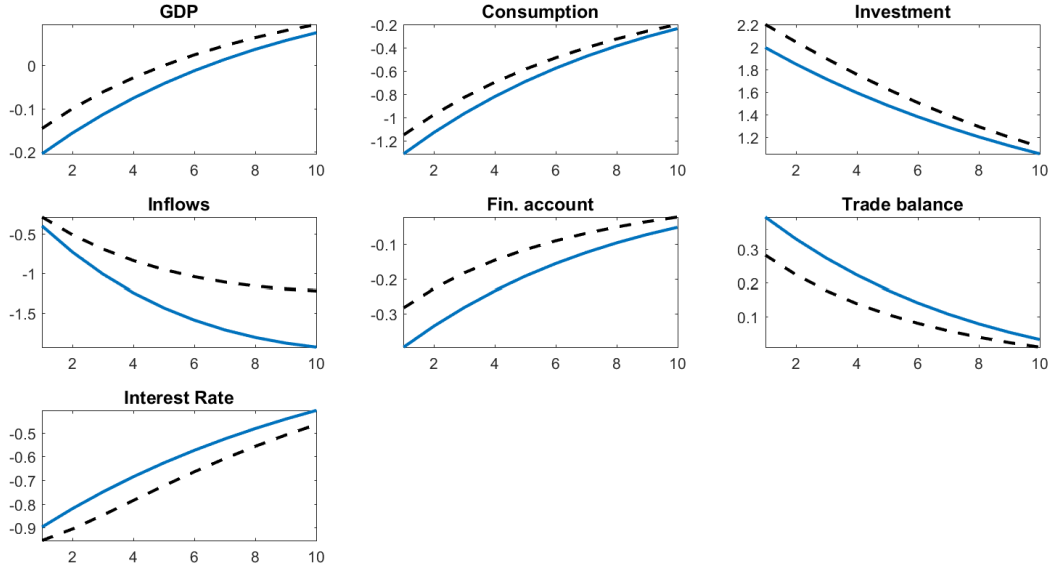 GDP
Consumption
Investment
0
-0.1
-0.2
2 4 6 8 10
-0.2
-0.4
-0.6
-0.8
-1
-1.2
2 4 6 8 10
2.2
2
1.8
1.6
1.4
1.2
2 4 6 8 10
Inflows
Fin. account
Trade balance
-0.5
-1
-1.5
2 4 6 8 10
-0.1
-0.2
-0.3
2 4 6 8 10
0.3
0.2
0.1
2 4 6 8 10
Interest Rate
-0.5
-0.6
-0.7
-0.8
-0.9
2 4 6 8 10